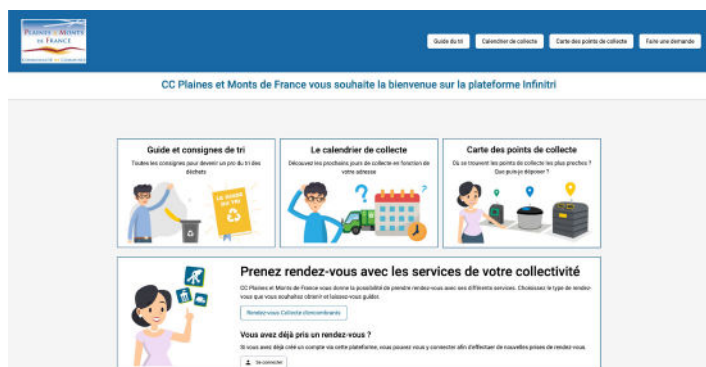 PLAINES & MONTS
DE FRANCE
COMMUNAUTÉ DE COMMUNES
Guide du tri
Calendrier de collecte
Carte des points de collecte
Faire une demande
CC Plaines et Monts de France vous souhaite la bienvenue sur la plateforme Infinitri
Guide et consignes de tri
Toutes les consignes pour devenir un pro du tri des
déchets
LE GUIDE
DU TRI
Le calendrier de collecte
Découvrez les prochains jours de collecte en fonction de
votre adresse
Carte des points de collecte
Où se trouvent les points de collecte les plus proches ?
Que puis-je déposer ?
Prenez rendez-vous avec les services de votre collectivité
CC Plaines et Monts de France vous donne la possibilité de prendre rendez-vous avec ses différents services. Choisissez le type de rendez-
vous que vous souhaitez obtenir et laissez-vous guider.
Rendez-vous Collecte d'encombrants
Vous avez déjà pris un rendez-vous ?
Si vous avez déjà créé un compte via cette plateforme, vous pouvez vous y connecter afin d'effectuer de nouvelles prises de rendez-vous
Se connecter